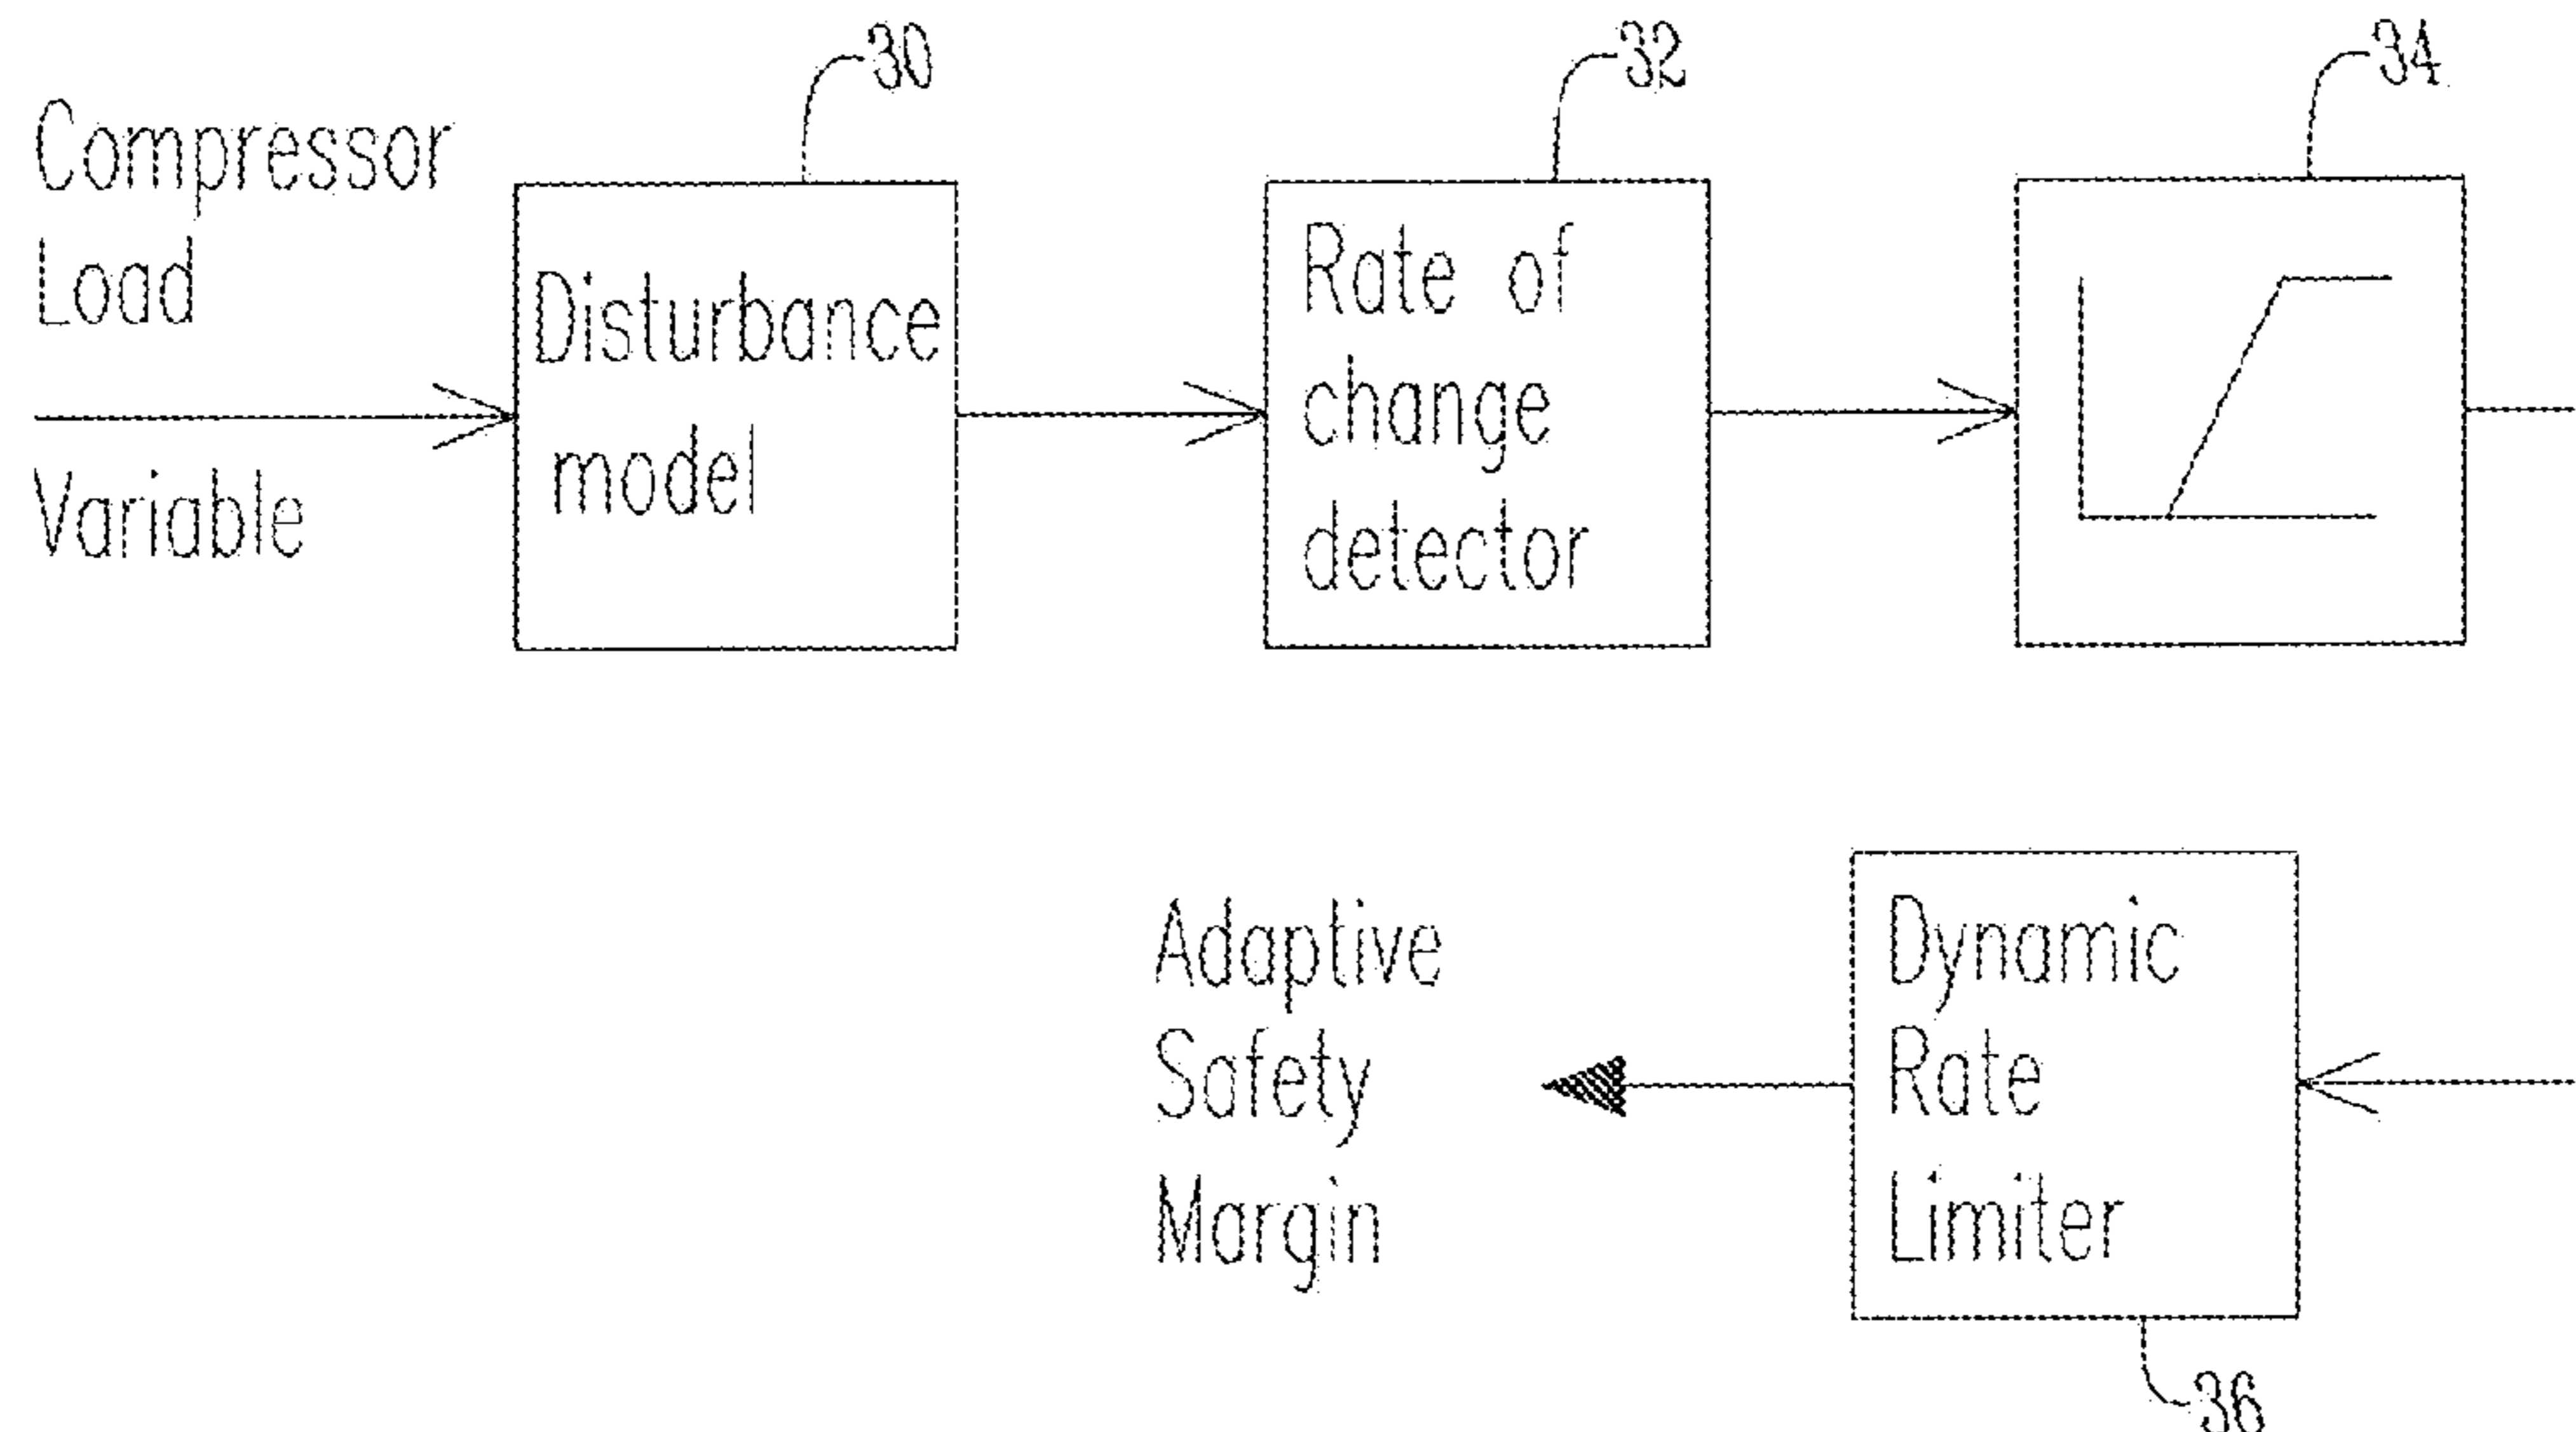 30
32
34
Compressor
Load
Variable
Disturbance
model
Rate of
change
detector
Adaptive
Safety
Margin
Dynamic
Rate
Limiter
36